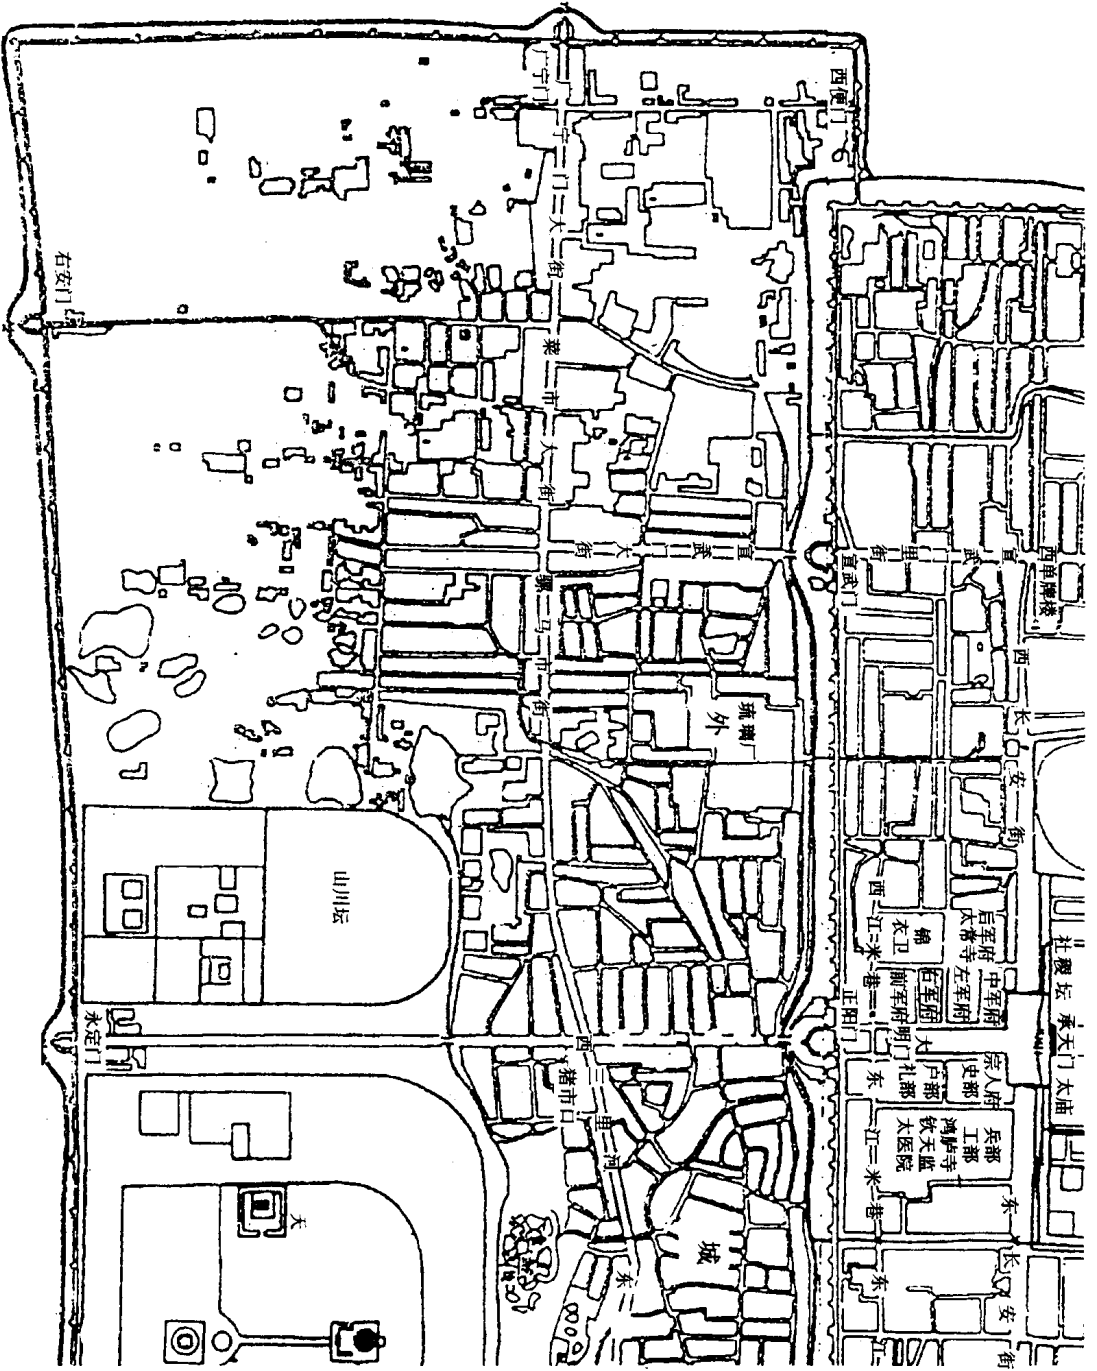 西便门
广宁门
宁门大街
右安门
菜市大街
宣武门大街
宣武门里街
宣武门
西单牌楼
西长安街
骡马市街
琉璃厂
外
山川坛
永定门
正阳门
西江米巷
锦
衣卫
后军府
太常寺
中军府
左军府
右军府
前军府
大明门
社稷坛
承天门
太庙
宗人府
吏部
户部
礼部
兵部
工部
鸿胪寺
钦天监
太医院
东江米巷
东长安街
东江
西三里河
猪市口
城
东
天